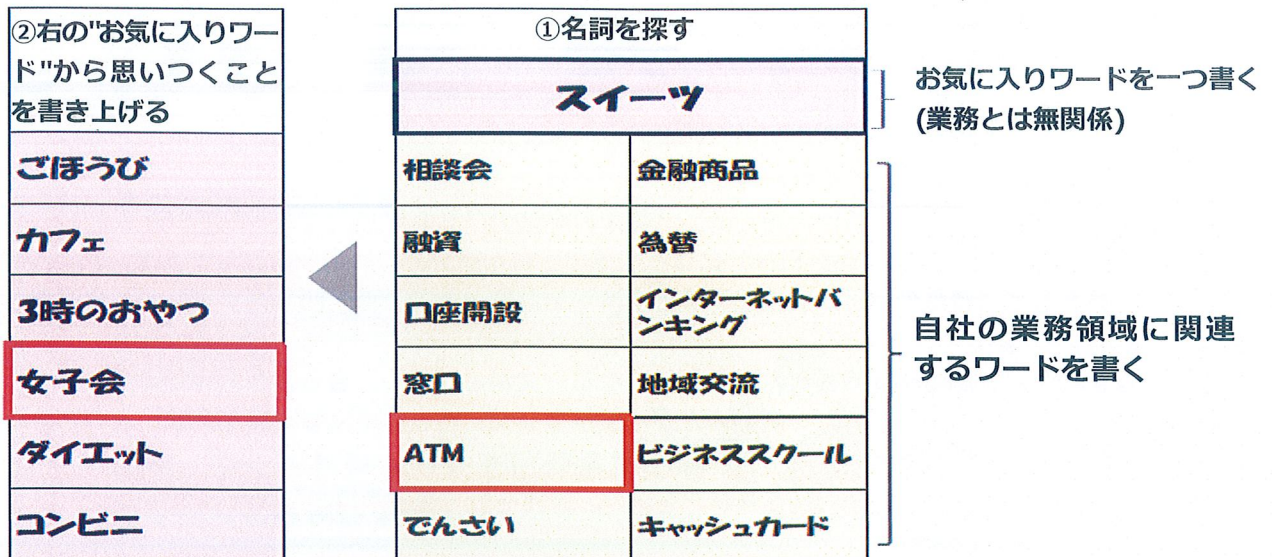 ②右の"お気に入りワー
ド"から思いつくこと
を書き上げる
ごほうび
カフェ
3時のおやつ
女子会
ダイエット
コンビニ
①名詞を探す
スイーツ
相談会
金融商品
融資
為替
口座開設
インターネットバ
ンキング
窓口
地域交流
ATM
ビジネススクール
でんさい
キャッシュカード
お気に入りワードを一つ書く
(業務とは無関係)
自社の業務領域に関連
するワードを書く